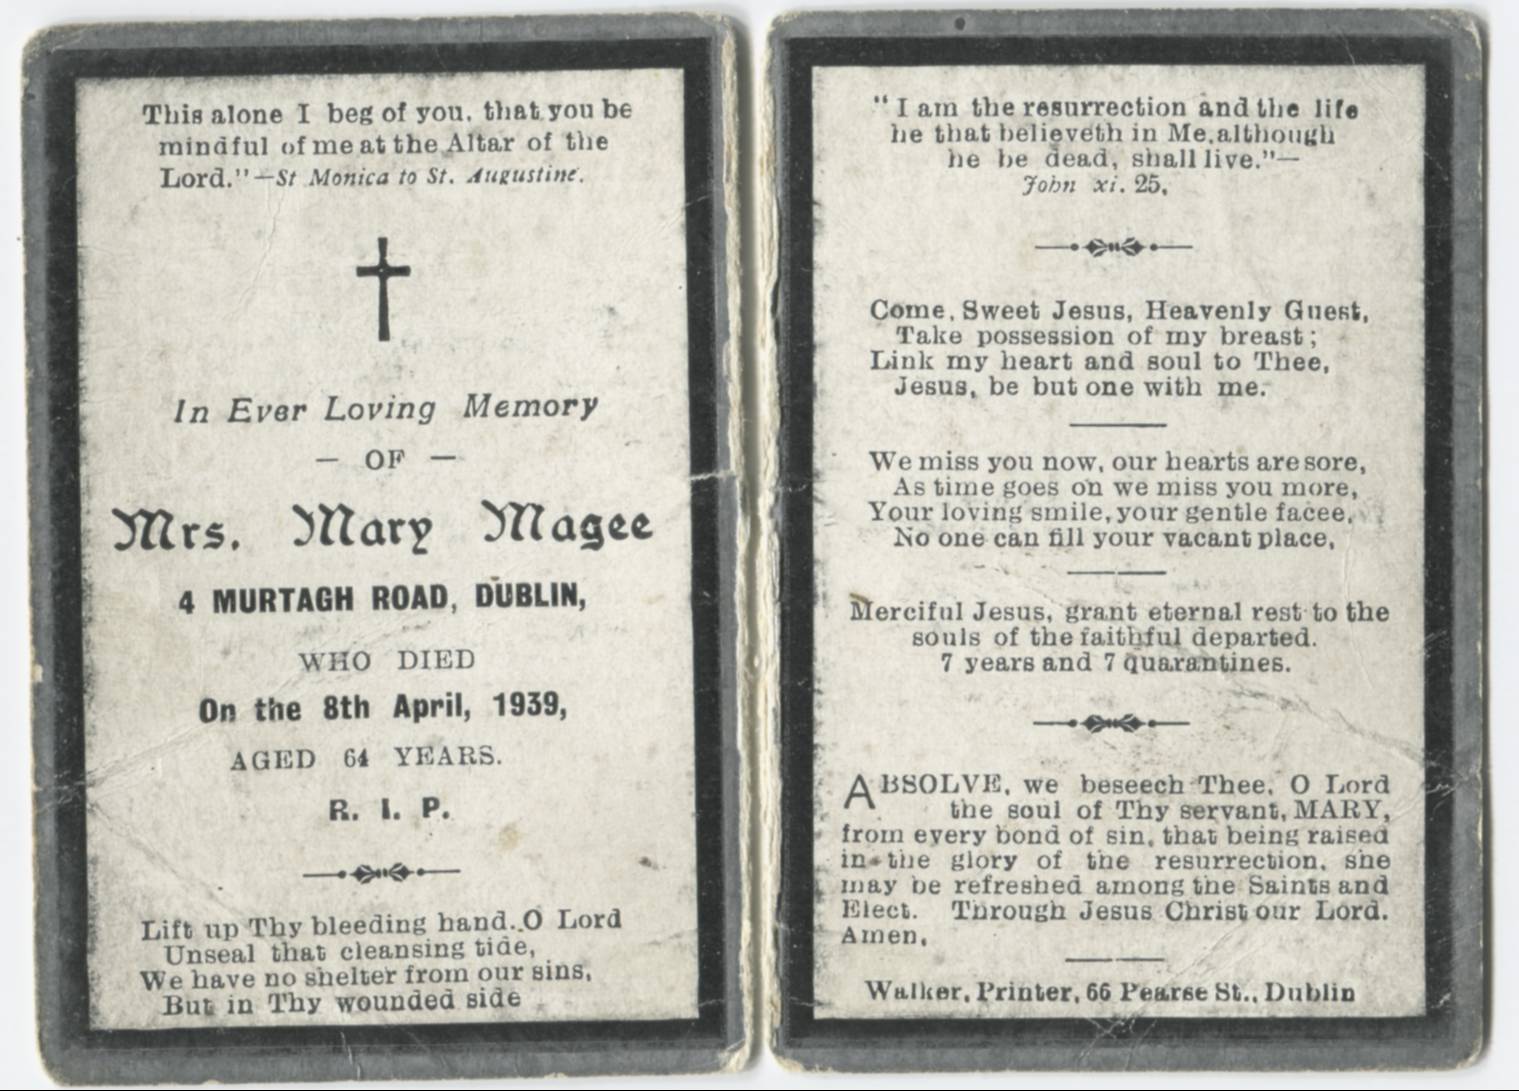 This alone I beg of you, that you be
mindful of me at the Altar of the
Lord."—St Monica to St. Augustine.
In Ever Loving Memory
— OF —
Mrs. Mary Magee
4 MURTAGH ROAD, DUBLIN,
WHO DIED
On the 8th April, 1939,
AGED 64 YEARS.
R. I. P.
Lift up Thy bleeding hand. O Lord
Unseal that cleansing tide,
We have no shelter from our sins,
But in Thy wounded side
"I am the resurrection and the life
he that believeth in Me, although
he be dead, shall live."—
John xi. 25,
Come, Sweet Jesus, Heavenly Guest,
Take possession of my breast;
Link my heart and soul to Thee,
Jesus, be but one with me.
We miss you now, our hearts are sore,
As time goes on we miss you more,
Your loving smile, your gentle facee,
No one can fill your vacant place,
Merciful Jesus, grant eternal rest to the
souls of the faithful departed.
7 years and 7 quarantines.
ABSOLVE, we beseech Thee, O Lord
the soul of Thy servant, MARY,
from every bond of sin, that being raised
in the glory of the resurrection, she
may be refreshed among the Saints and
Elect. Through Jesus Christ our Lord.
Amen,
Walker, Printer, 66 Pearse St., Dublin